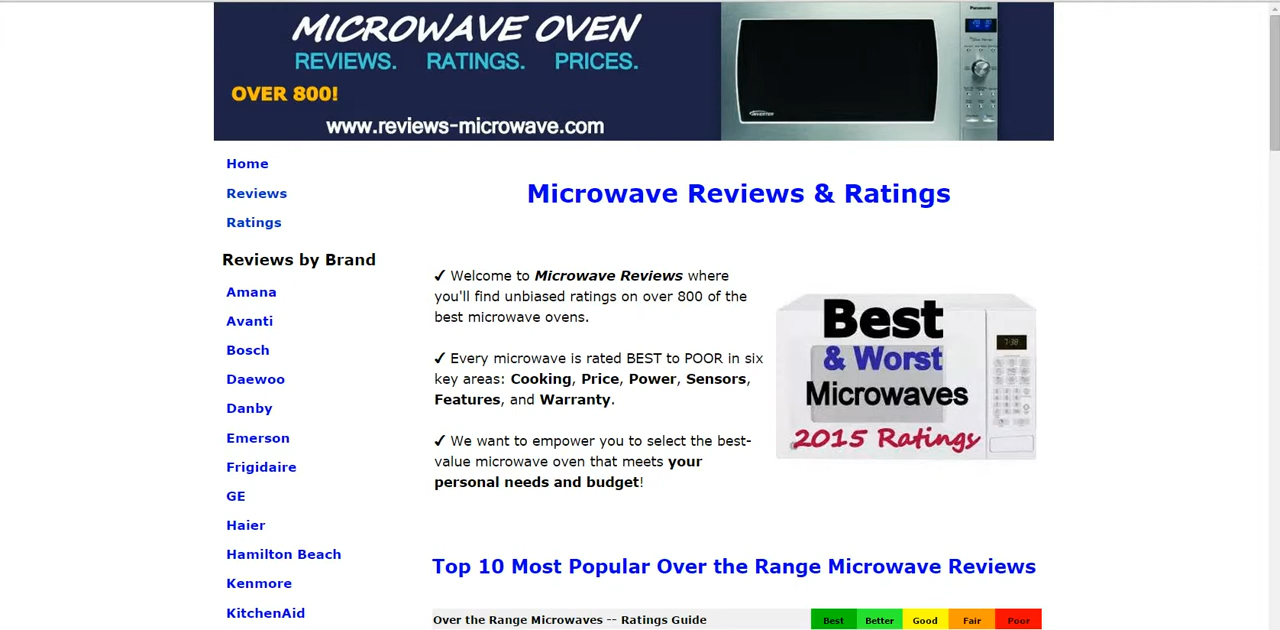 MICROWAVE OVEN
REVIEWS. RATINGS. PRICES.
OVER 800!
www.reviews-microwave.com
Panasonic
INVERTER
Home
Reviews
Ratings
Reviews by Brand
Amana
Avanti
Bosch
Daewoo
Danby
Emerson
Frigidaire
GE
Haier
Hamilton Beach
Kenmore
KitchenAid
Microwave Reviews & Ratings
✓ Welcome to Microwave Reviews where
you'll find unbiased ratings on over 800 of the
best microwave ovens.
✓ Every microwave is rated BEST to POOR in six
key areas: Cooking, Price, Power, Sensors,
Features, and Warranty.
✓ We want to empower you to select the best-
value microwave oven that meets your
personal needs and budget!
Best
& Worst
Microwaves
2015 Ratings
7:38
Top 10 Most Popular Over the Range Microwave Reviews
Over the Range Microwaves -- Ratings Guide Best Better Good Fair Poor